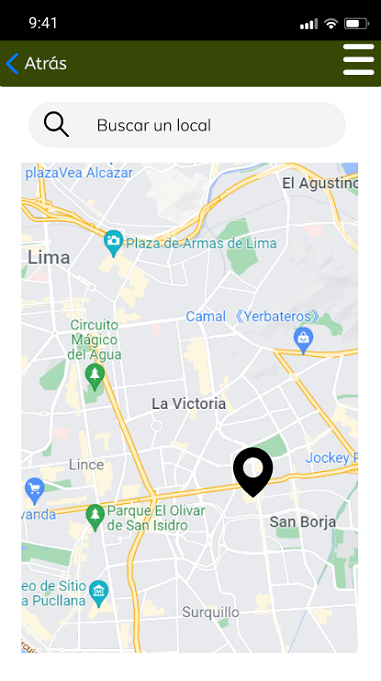 9:41
Atrás
Buscar un local
plazaVea Alcazar
El Agustino
Plaza de Armas de Lima
Lima
Camal 《Yerbateros》
Circuito
Mágico
del Agua
La Victoria
Jockey P
Lince
vanda
Parque El Olivar
de San Isidro
San Borja
eo de Sitio
a Pucllana
Surquillo